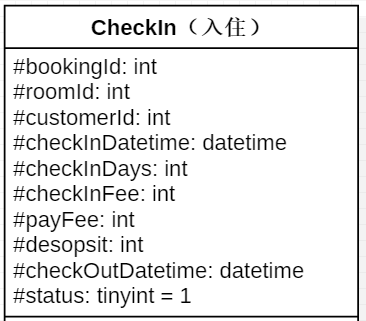 CheckIn（入住）
#bookingId: int
#roomId: int
#customerId: int
#checkInDatetime: datetime
#checkInDays: int
#checkInFee: int
#payFee: int
#desopsit: int
#checkOutDatetime: datetime
#status: tinyint = 1